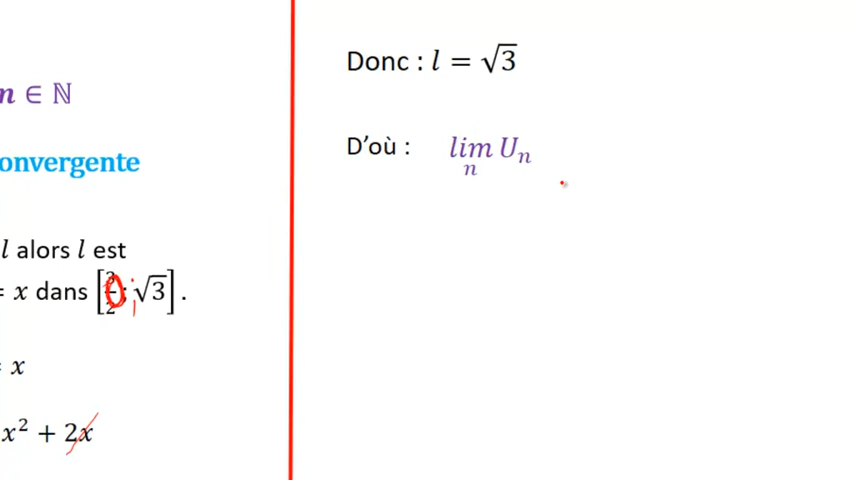 n ∈ ℕ
onvergente
l alors l est
= x dans [0; √3].
= x
x² + 2x
Donc : l = √3
D'où : lim Uₙ
n